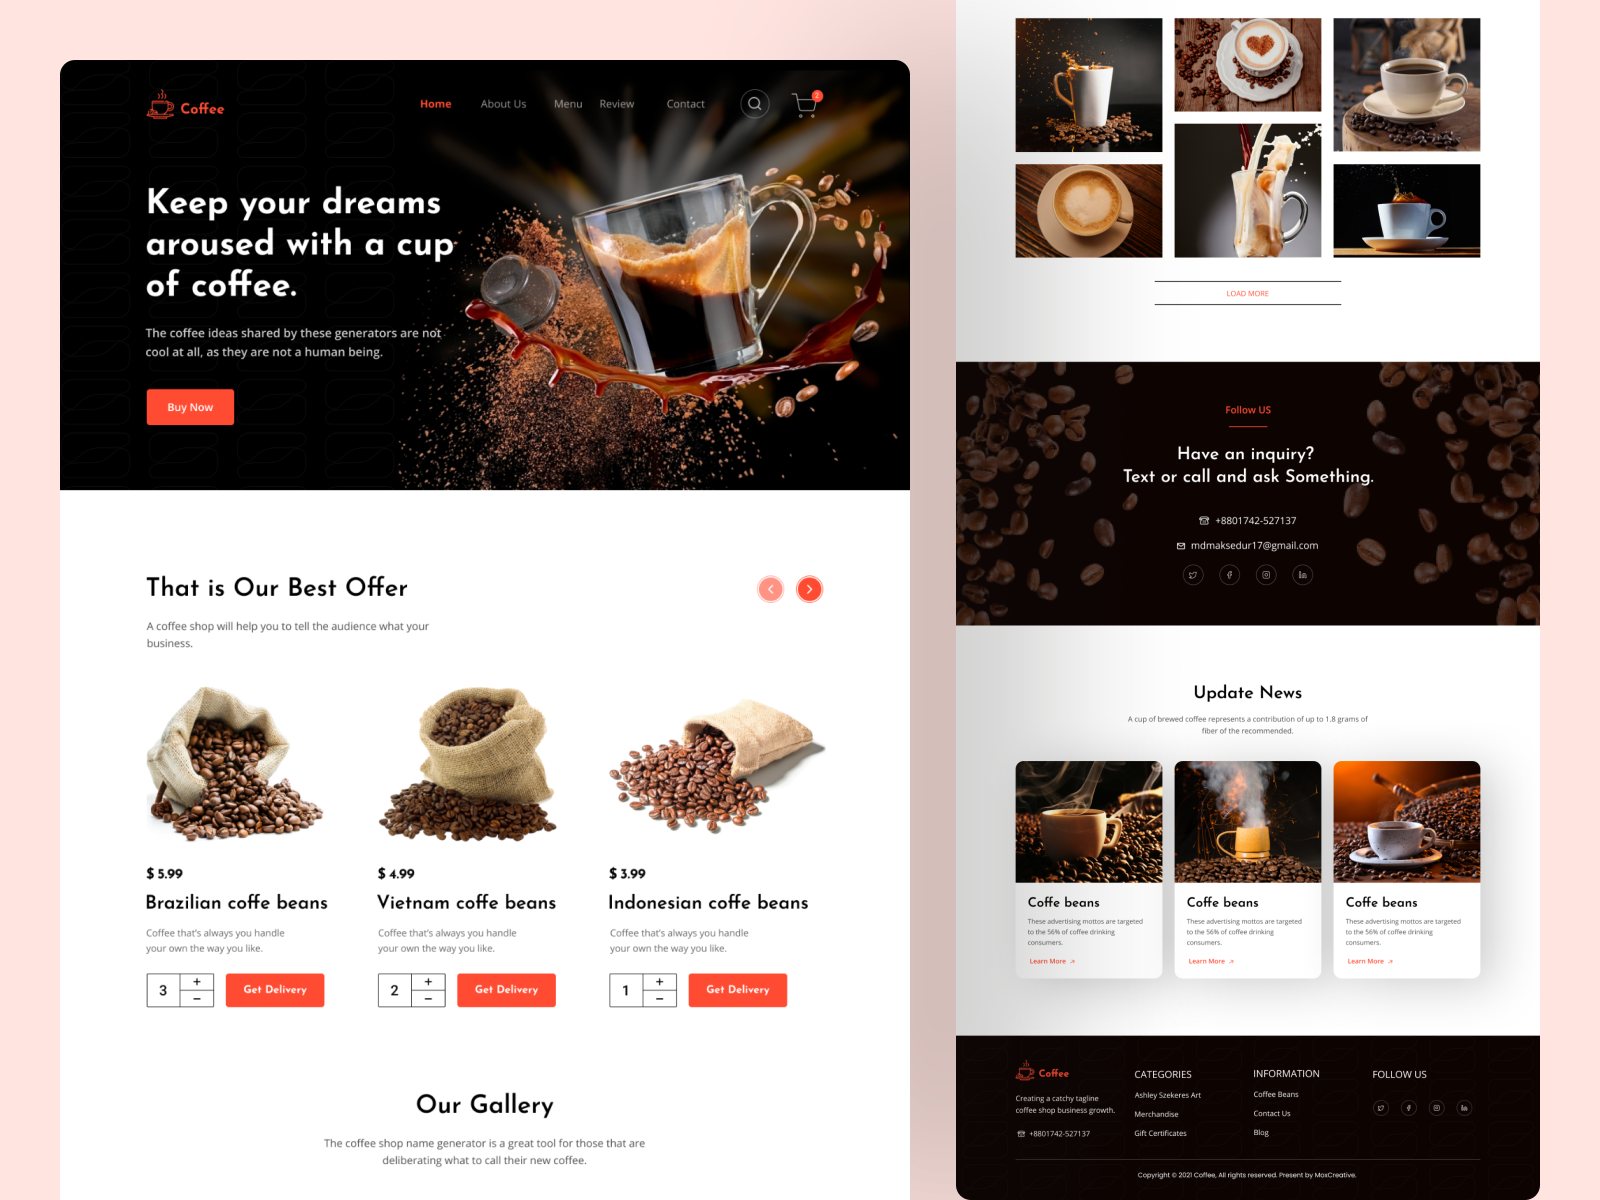 Coffee
Home About Us Menu Review Contact
2
Keep your dreams
aroused with a cup
of coffee.
The coffee ideas shared by these generators are not
cool at all, as they are not a human being.
Buy Now
That is Our Best Offer
A coffee shop will help you to tell the audience what your
business.
$ 5.99
Brazilian coffe beans
Coffee that's always you handle
your own the way you like.
3 + −
Get Delivery
$ 4.99
Vietnam coffe beans
Coffee that's always you handle
your own the way you like.
2 + −
Get Delivery
$ 3.99
Indonesian coffe beans
Coffee that's always you handle
your own the way you like.
1 + −
Get Delivery
Our Gallery
The coffee shop name generator is a great tool for those that are
deliberating what to call their new coffee.
LOAD MORE
Follow US
Have an inquiry?
Text or call and ask Something.
+8801742-527137
mdmaksedur17@gmail.com
Update News
A cup of brewed coffee represents a contribution of up to 1.8 grams of
fiber of the recommended.
Coffe beans
These advertising mottos are targeted
to the 56% of coffee drinking
consumers.
Learn More
Coffe beans
These advertising mottos are targeted
to the 56% of coffee drinking
consumers.
Learn More
Coffe beans
These advertising mottos are targeted
to the 56% of coffee drinking
consumers.
Learn More
Coffee
Creating a catchy tagline
coffee shop business growth.
+8801742-527137
CATEGORIES
Ashley Szekeres Art
Merchandise
Gift Certificates
INFORMATION
Coffee Beans
Contact Us
Blog
FOLLOW US
Copyright © 2021 Coffee, All rights reserved. Present by MaxCreative.